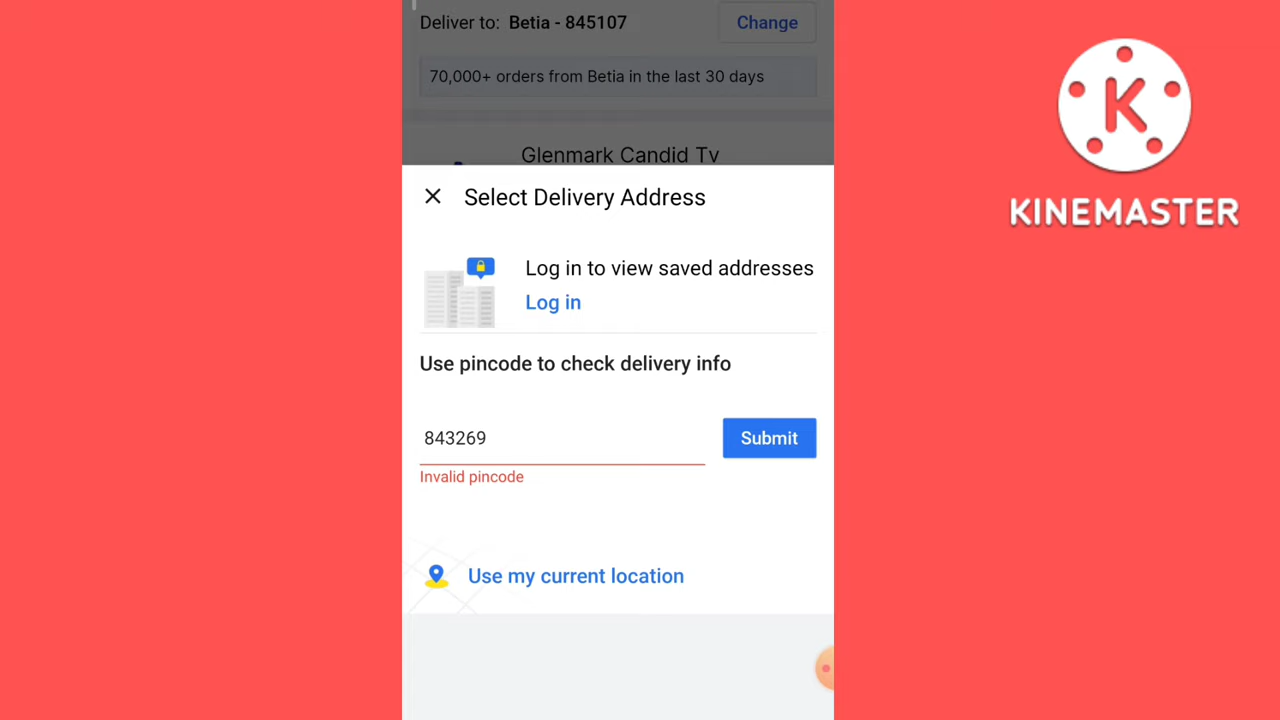 Deliver to: Betia - 845107
Change
70,000+ orders from Betia in the last 30 days
Glenmark Candid Tv
Select Delivery Address
Log in to view saved addresses
Log in
Use pincode to check delivery info
843269
Submit
Invalid pincode
Use my current location
K
KINEMASTER